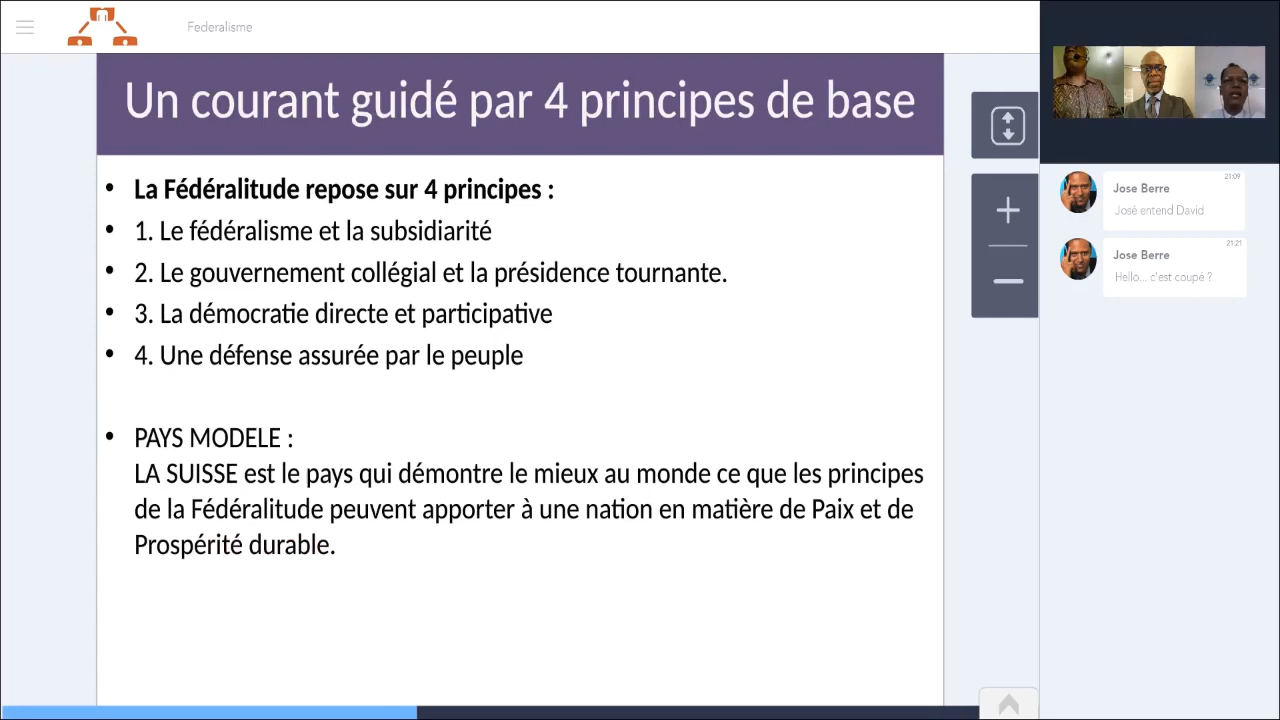 Federalisme
Un courant guidé par 4 principes de base
• La Fédéralitude repose sur 4 principes :
• 1. Le fédéralisme et la subsidiarité
• 2. Le gouvernement collégial et la présidence tournante.
• 3. La démocratie directe et participative
• 4. Une défense assurée par le peuple
• PAYS MODELE :
LA SUISSE est le pays qui démontre le mieux au monde ce que les principes
de la Fédéralitude peuvent apporter à une nation en matière de Paix et de
Prospérité durable.
21:09
Jose Berre
José entend David
21:21
Jose Berre
Hello... c'est coupé ?